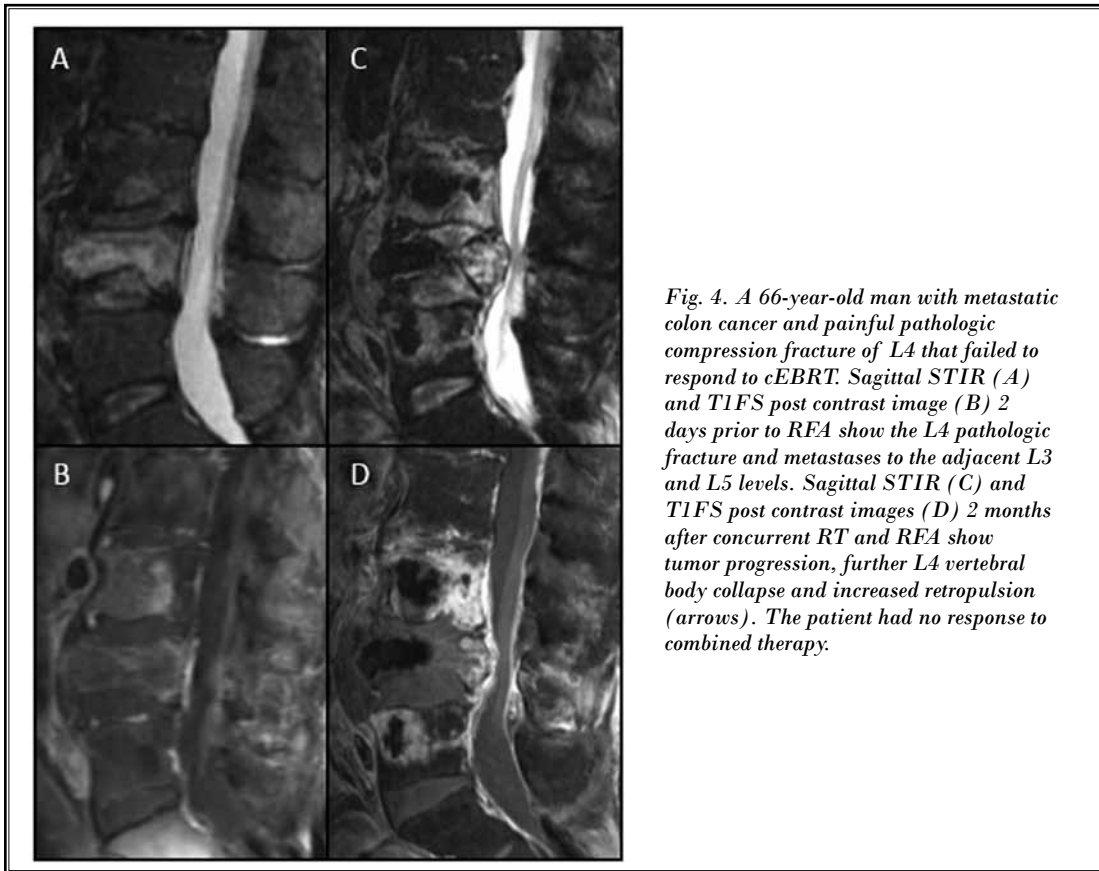 A
C
B
D
Fig. 4. A 66-year-old man with metastatic
colon cancer and painful pathologic
compression fracture of L4 that failed to
respond to cEBRT. Sagittal STIR (A)
and T1FS post contrast image (B) 2
days prior to RFA show the L4 pathologic
fracture and metastases to the adjacent L3
and L5 levels. Sagittal STIR (C) and
T1FS post contrast images (D) 2 months
after concurrent RT and RFA show
tumor progression, further L4 vertebral
body collapse and increased retropulsion
(arrows). The patient had no response to
combined therapy.